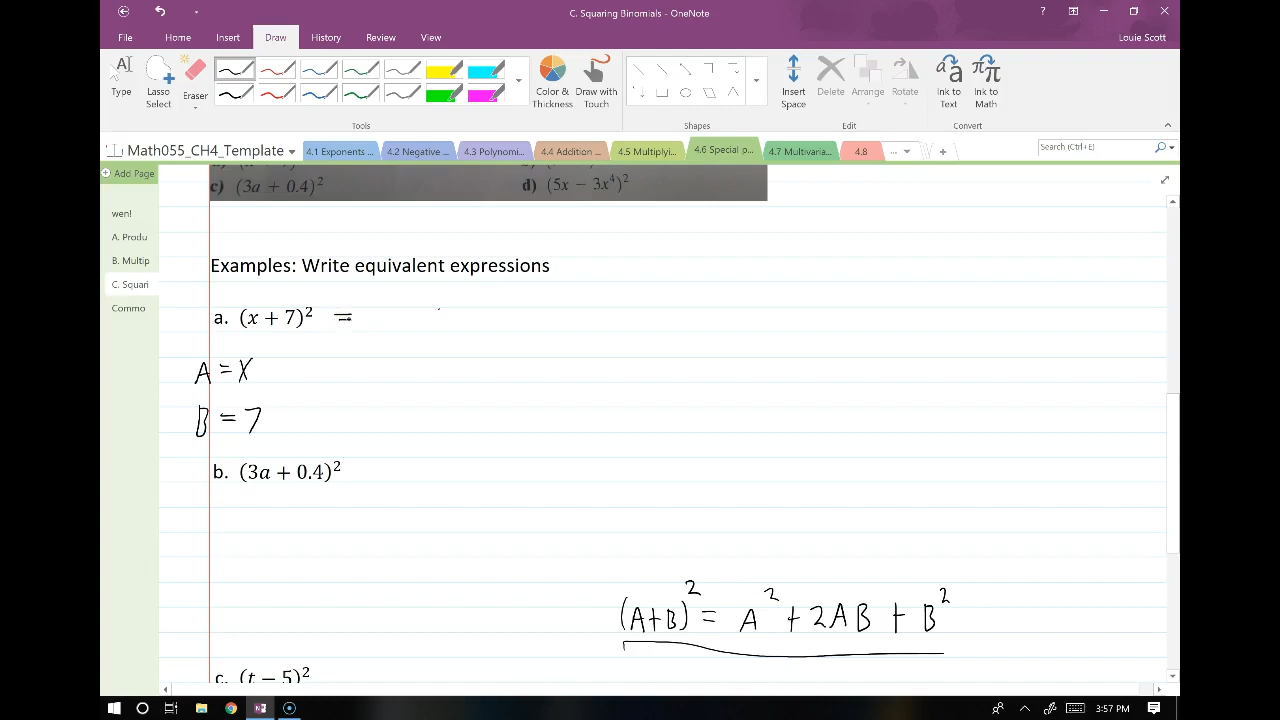 C. Squaring Binomials - OneNote
?
File Home Insert Draw History Review View
Louie Scott
Type
Lasso Select
Eraser
Color & Thickness
Draw with Touch
Insert Space
Delete
Arrange
Rotate
Ink to Text
Ink to Math
Tools
Shapes
Edit
Convert
Math055_CH4_Template
4.1 Exponents ...
4.2 Negative ...
4.3 Polynomi...
4.4 Addition ...
4.5 Multiplyi...
4.6 Special p...
4.7 Multivaria...
4.8
...
Search (Ctrl+E)
Add Page
wen!
A. Produ
B. Multip
C. Squari
Commo
c) (3a + 0.4)²
d) (5x − 3x⁴)²
Examples: Write equivalent expressions
a. (x + 7)² =
A = X
B = 7
b. (3a + 0.4)²
(A+B)² = A² + 2AB + B²
c. (t − 5)²
3:57 PM